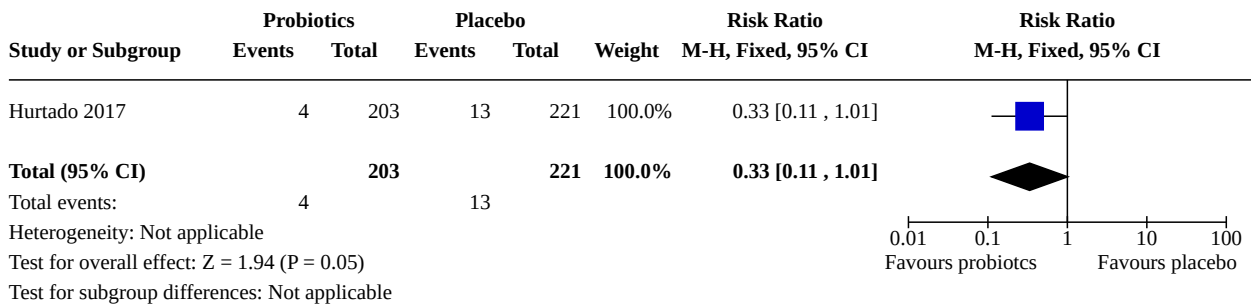 Probiotics Placebo Risk Ratio Risk Ratio
Study or Subgroup Events Total Events Total Weight M-H, Fixed, 95% CI M-H, Fixed, 95% CI
Hurtado 2017 4 203 13 221 100.0% 0.33 [0.11 , 1.01]
Total (95% CI) 203 221 100.0% 0.33 [0.11 , 1.01]
Total events: 4 13
Heterogeneity: Not applicable
0.01 0.1 1 10 100
Test for overall effect: Z = 1.94 (P = 0.05)
Favours probiotcs Favours placebo
Test for subgroup differences: Not applicable